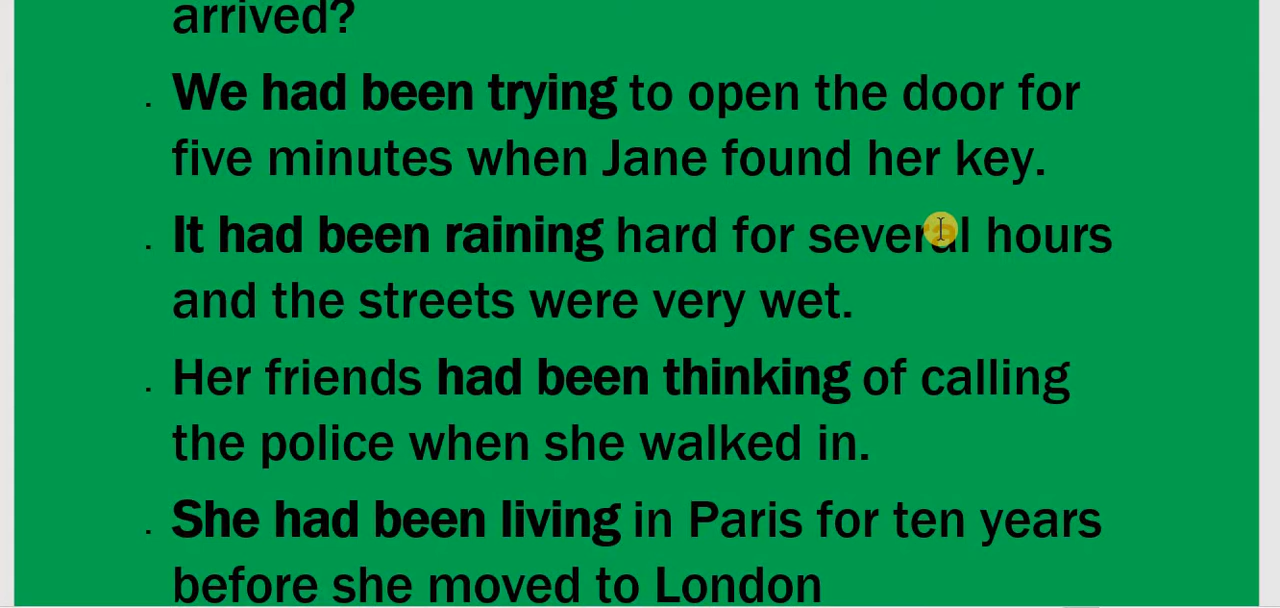 arrived?
. We had been trying to open the door for
five minutes when Jane found her key.
. It had been raining hard for several hours
and the streets were very wet.
. Her friends had been thinking of calling
the police when she walked in.
. She had been living in Paris for ten years
before she moved to London